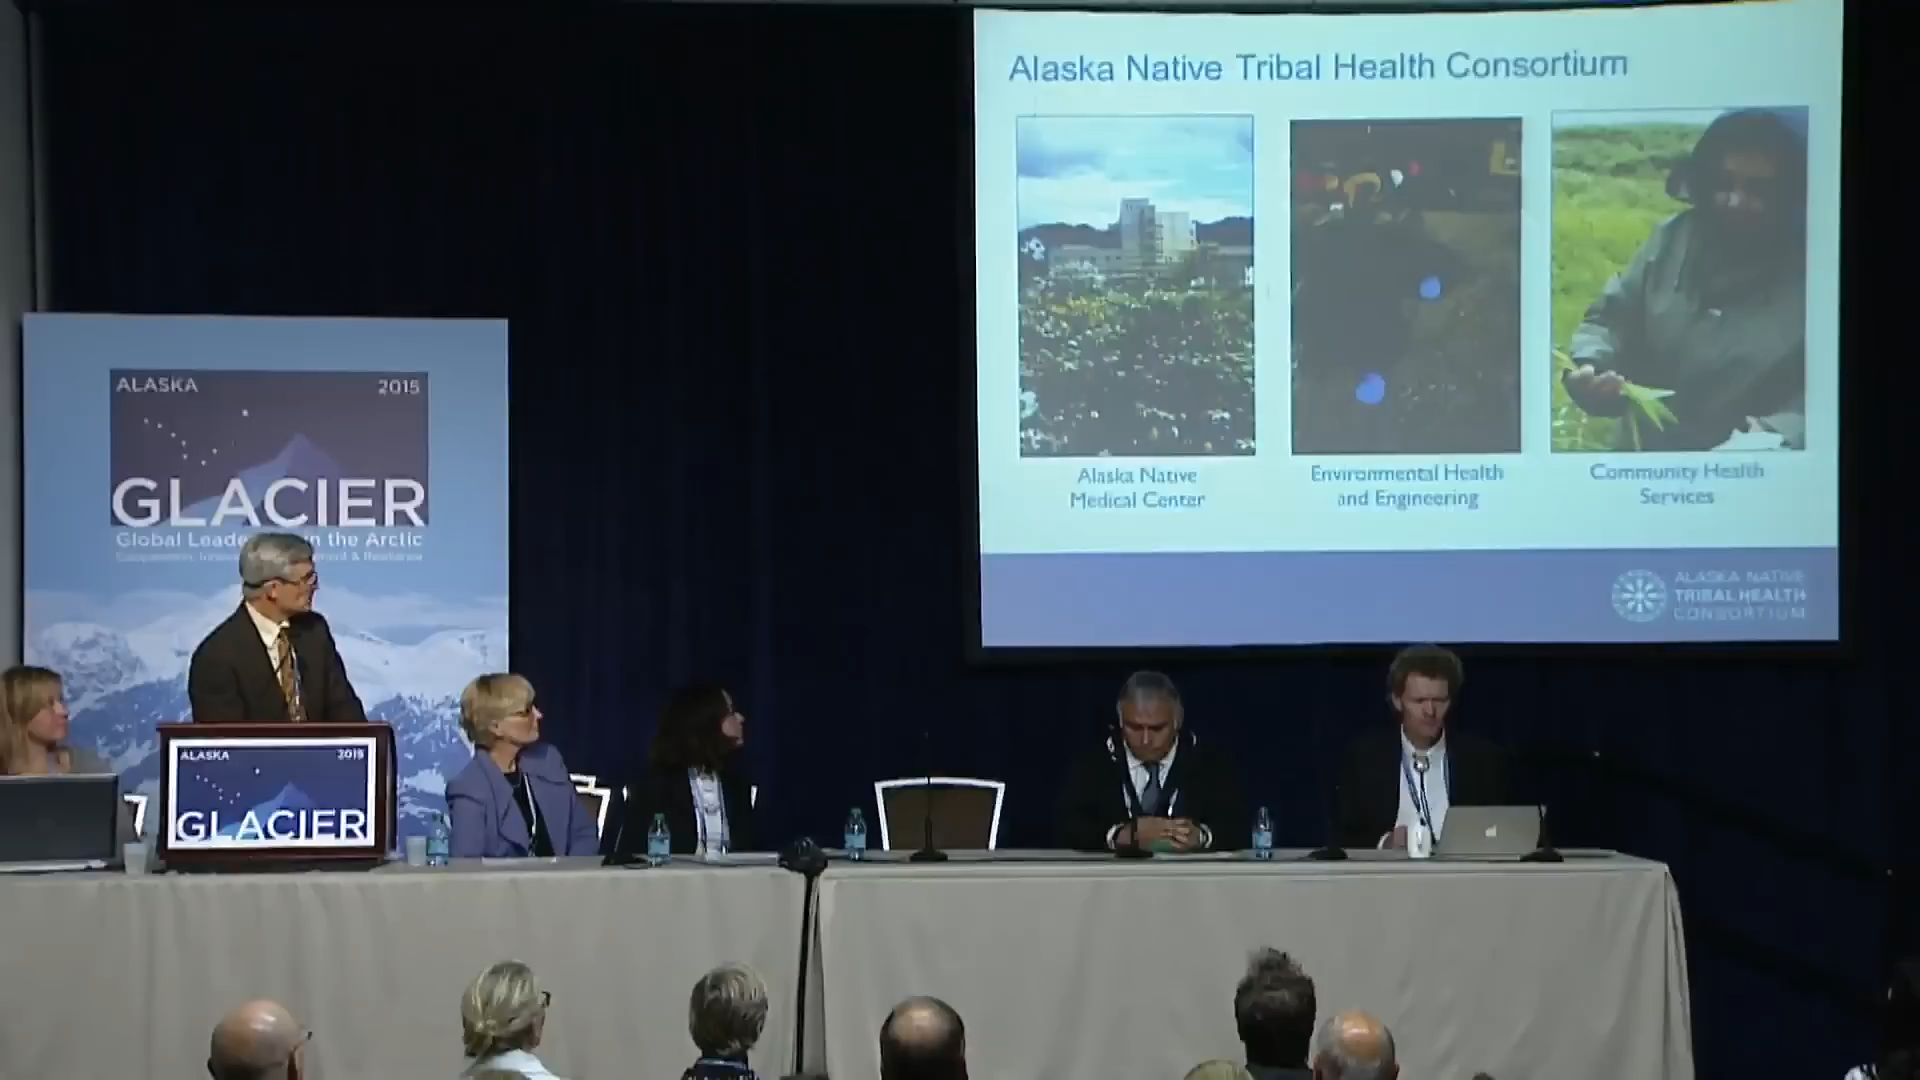 Alaska Native Tribal Health Consortium
Alaska Native
Medical Center
Environmental Health
and Engineering
Community Health
Services
ALASKA NATIVE
TRIBAL HEALTH
CONSORTIUM
ALASKA 2015
GLACIER
Global Leade in the Arctic
ALASKA 2015
GLACIER